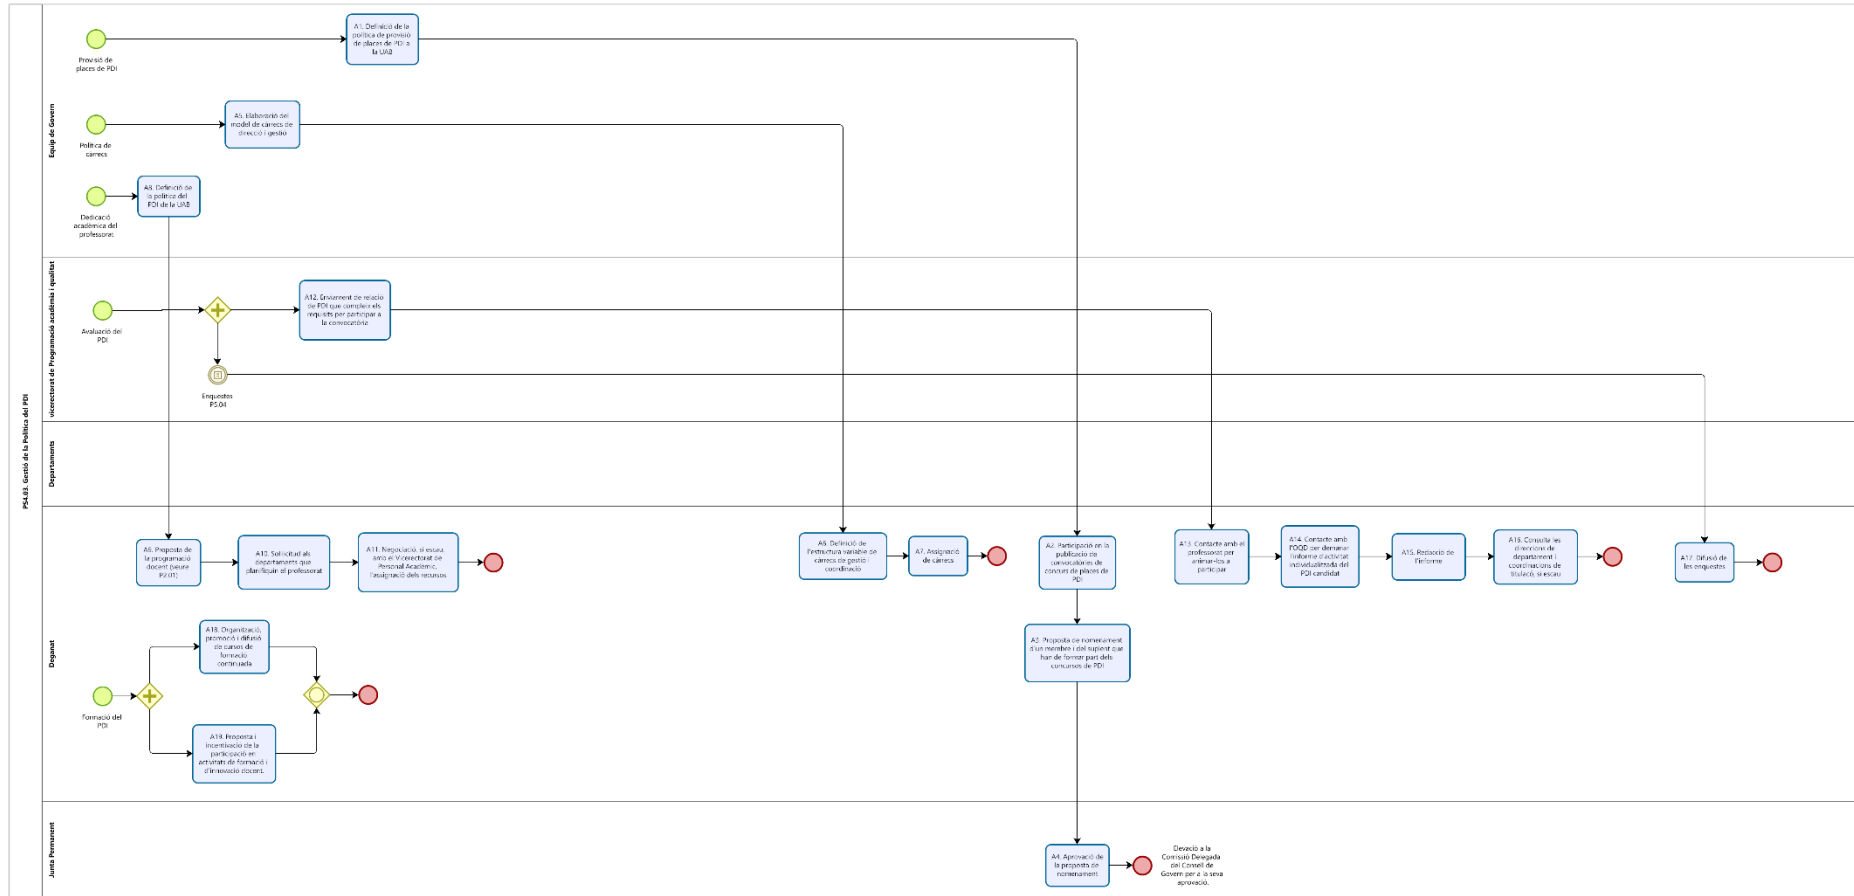 PS4.03. Gestió de la Política del PDI
Equip de Govern
Provisió de
places de PDI
A1. Definició de la
política de provisió
de places de PDI a
la UAB
Política de
càrrecs
A5. Elaboració del
model de càrrecs de
direcció i gestió
Dedicació
acadèmica del
professorat
A8. Definició de
la política del
PDI de la UAB
vicerectorat de Programació acadèmia i qualitat
Avaluació del
PDI
A12. Enviament de relació
de PDI que compleix els
requisits per participar a
la convocatòria
Enquestes
PS.04
Departaments
Deganat
A9. Proposta de
la programació
docent (veure
P2.01)
A10. Sol·licitud als
departaments que
planifiquin el professorat
A11. Negociació, si escau,
amb el Vicerectorat de
Personal Acadèmic,
l'assignació dels recursos
A6. Definició de
l'estructura variable de
càrrecs de gestió i
coordinació
A7. Assignació
de càrrecs
A2. Participació en la
publicació de
convocatòries de
concurs de places de
PDI
A13. Contacte amb el
professorat per
animar-los a
participar
A14. Contacte amb
l'OQD per demanar
l'informe d'activitat
individualitzada del
PDI candidat
A15. Redacció de
l'informe
A16. Consulta les
direccions de
departament i
coordinacions de
titulació, si escau
A17. Difusió de
les enquestes
A18. Organització,
promoció i difusió
de cursos de
formació
continuada
A3. Proposta de nomenament
d'un membre i del suplent que
han de formar part dels
concursos de PDI
Formació del
PDI
A19. Proposta i
incentivació de la
participació en
activitats de formació i
d'innovació docent.
Junta Permanent
A4. Aprovació de
la proposta de
nomenament
Elevació a la
Comissió Delegada
del Consell de
Govern per a la seva
aprovació.